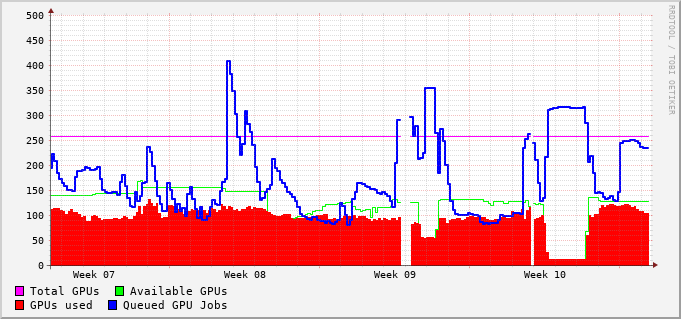 500
450
400
350
300
250
200
150
100
50
0
Week 07 Week 08 Week 09 Week 10
Total GPUs Available GPUs
GPUs used Queued GPU Jobs
RRDTOOL / TOBI OETIKER